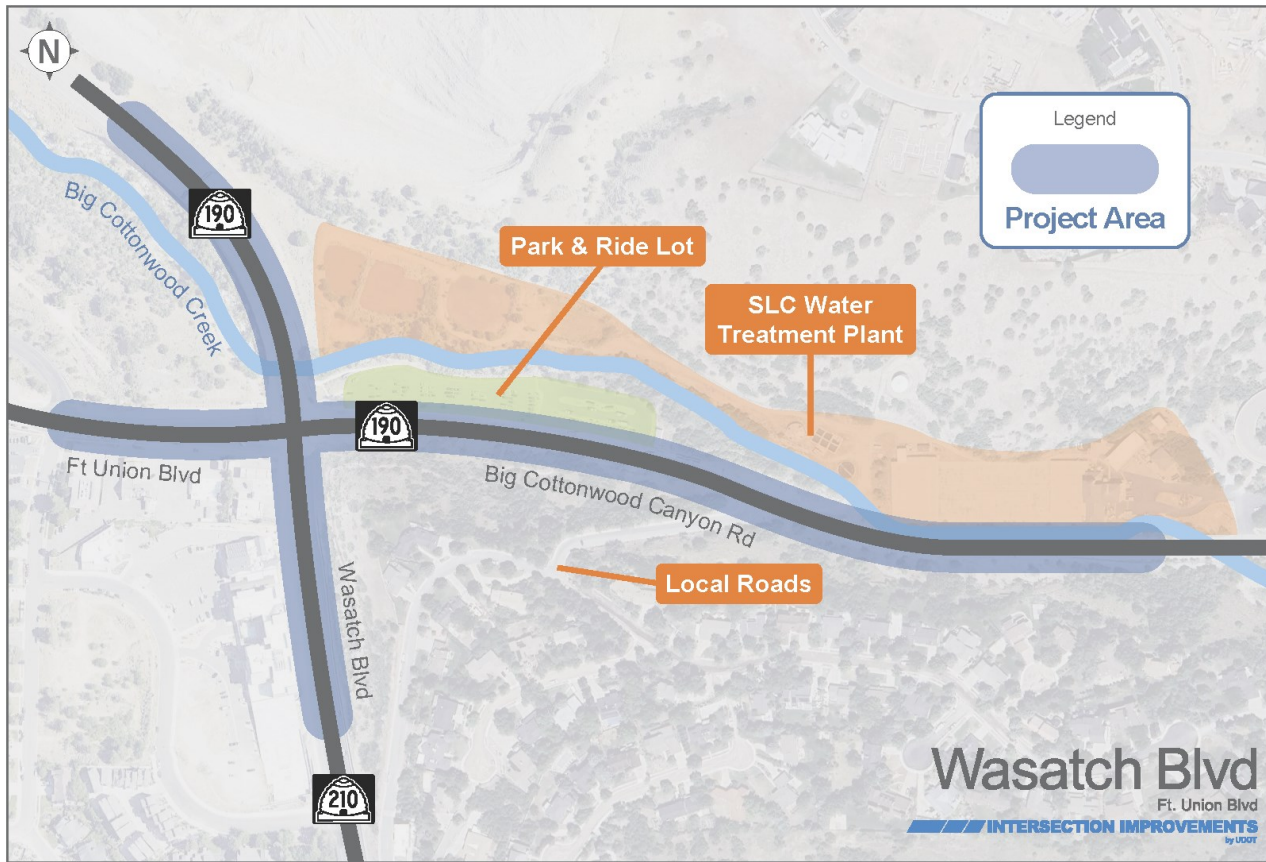 N
Legend
Project Area
190
Big Cottonwood Creek
Park & Ride Lot
SLC Water
Treatment Plant
190
Ft Union Blvd
Big Cottonwood Canyon Rd
Local Roads
Wasatch Blvd
210
Wasatch Blvd
Ft. Union Blvd
INTERSECTION IMPROVEMENTS
by UDOT